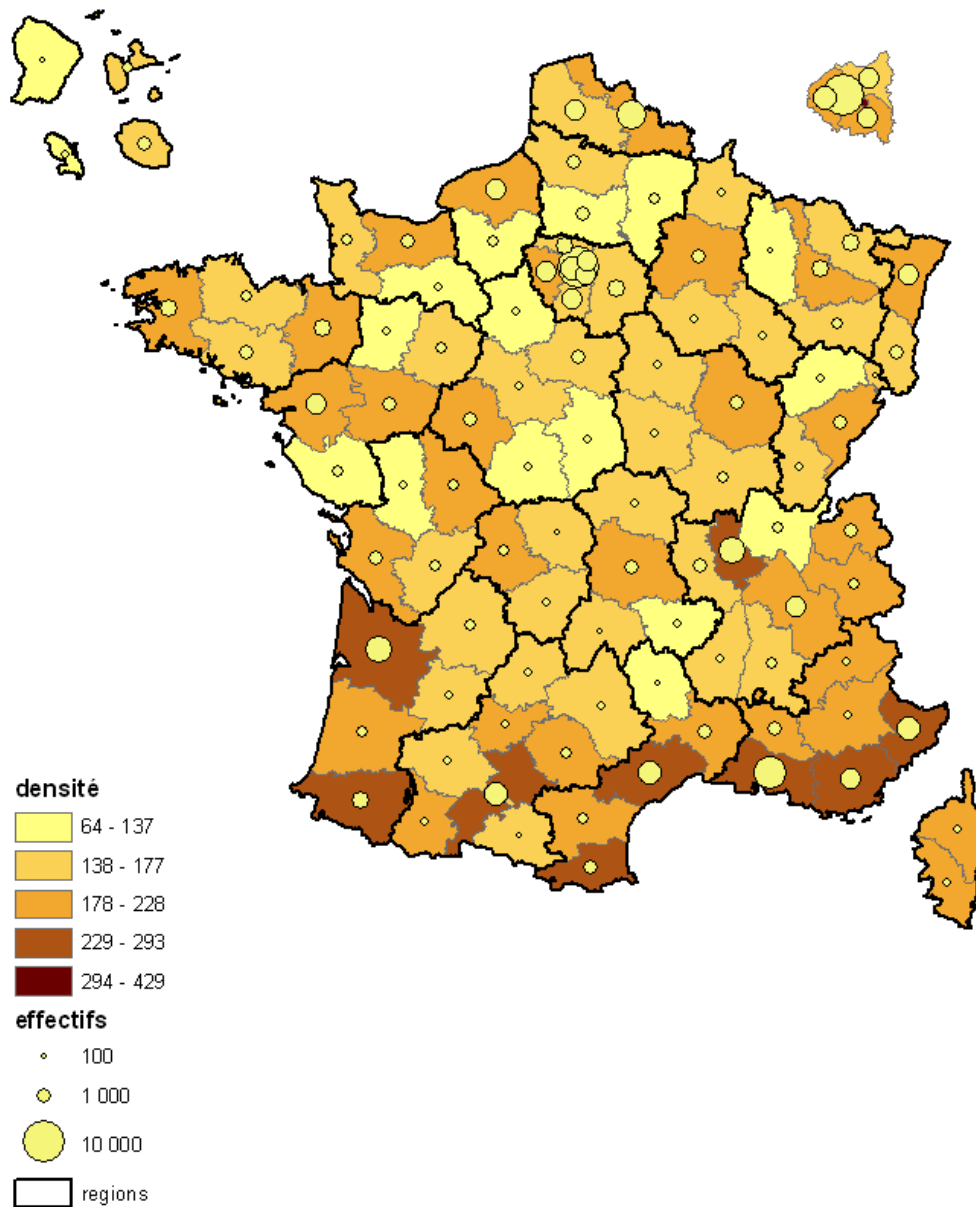 densité
64 - 137
138 - 177
178 - 228
229 - 293
294 - 429
effectifs
100
1 000
10 000
regions